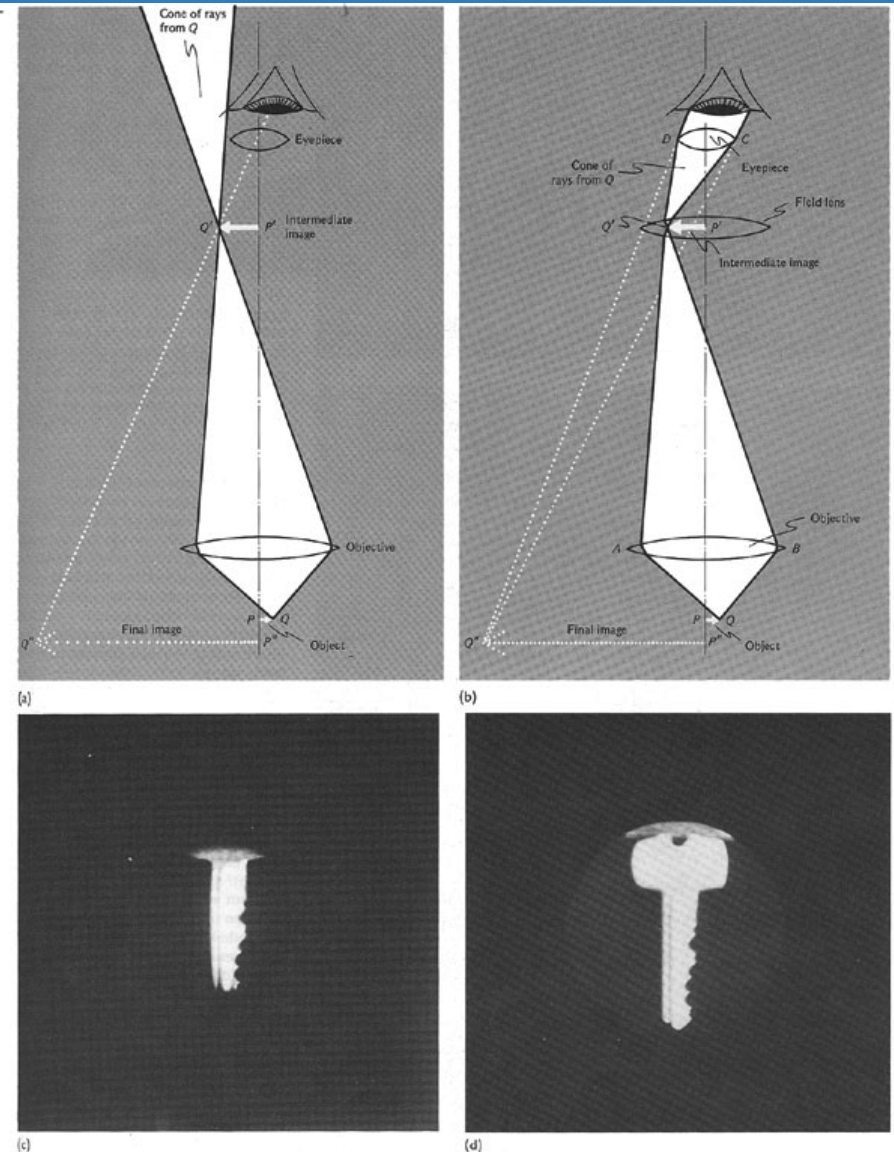 Cone of rays
from Q
Eyepiece
Q'
P'
Intermediate
image
Objective
P
Q
Final image
Q"
P"
Object
(a)
D
C
Cone of
rays from Q
Eyepiece
Field lens
Q'
P'
Intermediate image
Objective
A
B
P
Q
Final image
Q"
P"
Object
(b)
(c)
(d)